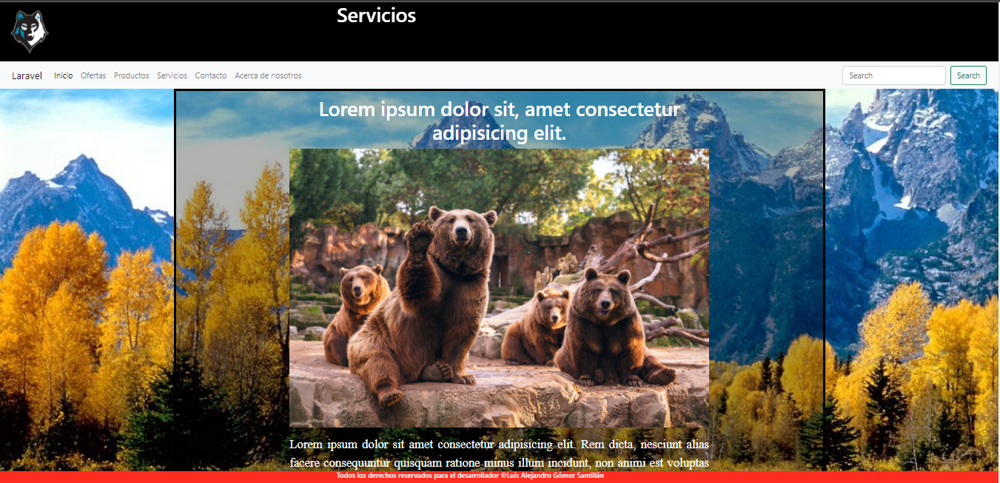 Servicios
Laravel Inicio Ofertas Productos Servicios Contacto Acerca de nosotros Search Search
Lorem ipsum dolor sit, amet consectetur
adipisicing elit.
Lorem ipsum dolor sit amet consectetur adipisicing elit. Rem dicta, nesciunt alias
facere consequuntur quisquam ratione minus illum incidunt, non animi est voluptas
Todos los derechos reservados para el desarrollador ©Luis Alejandro Gómez Santillán